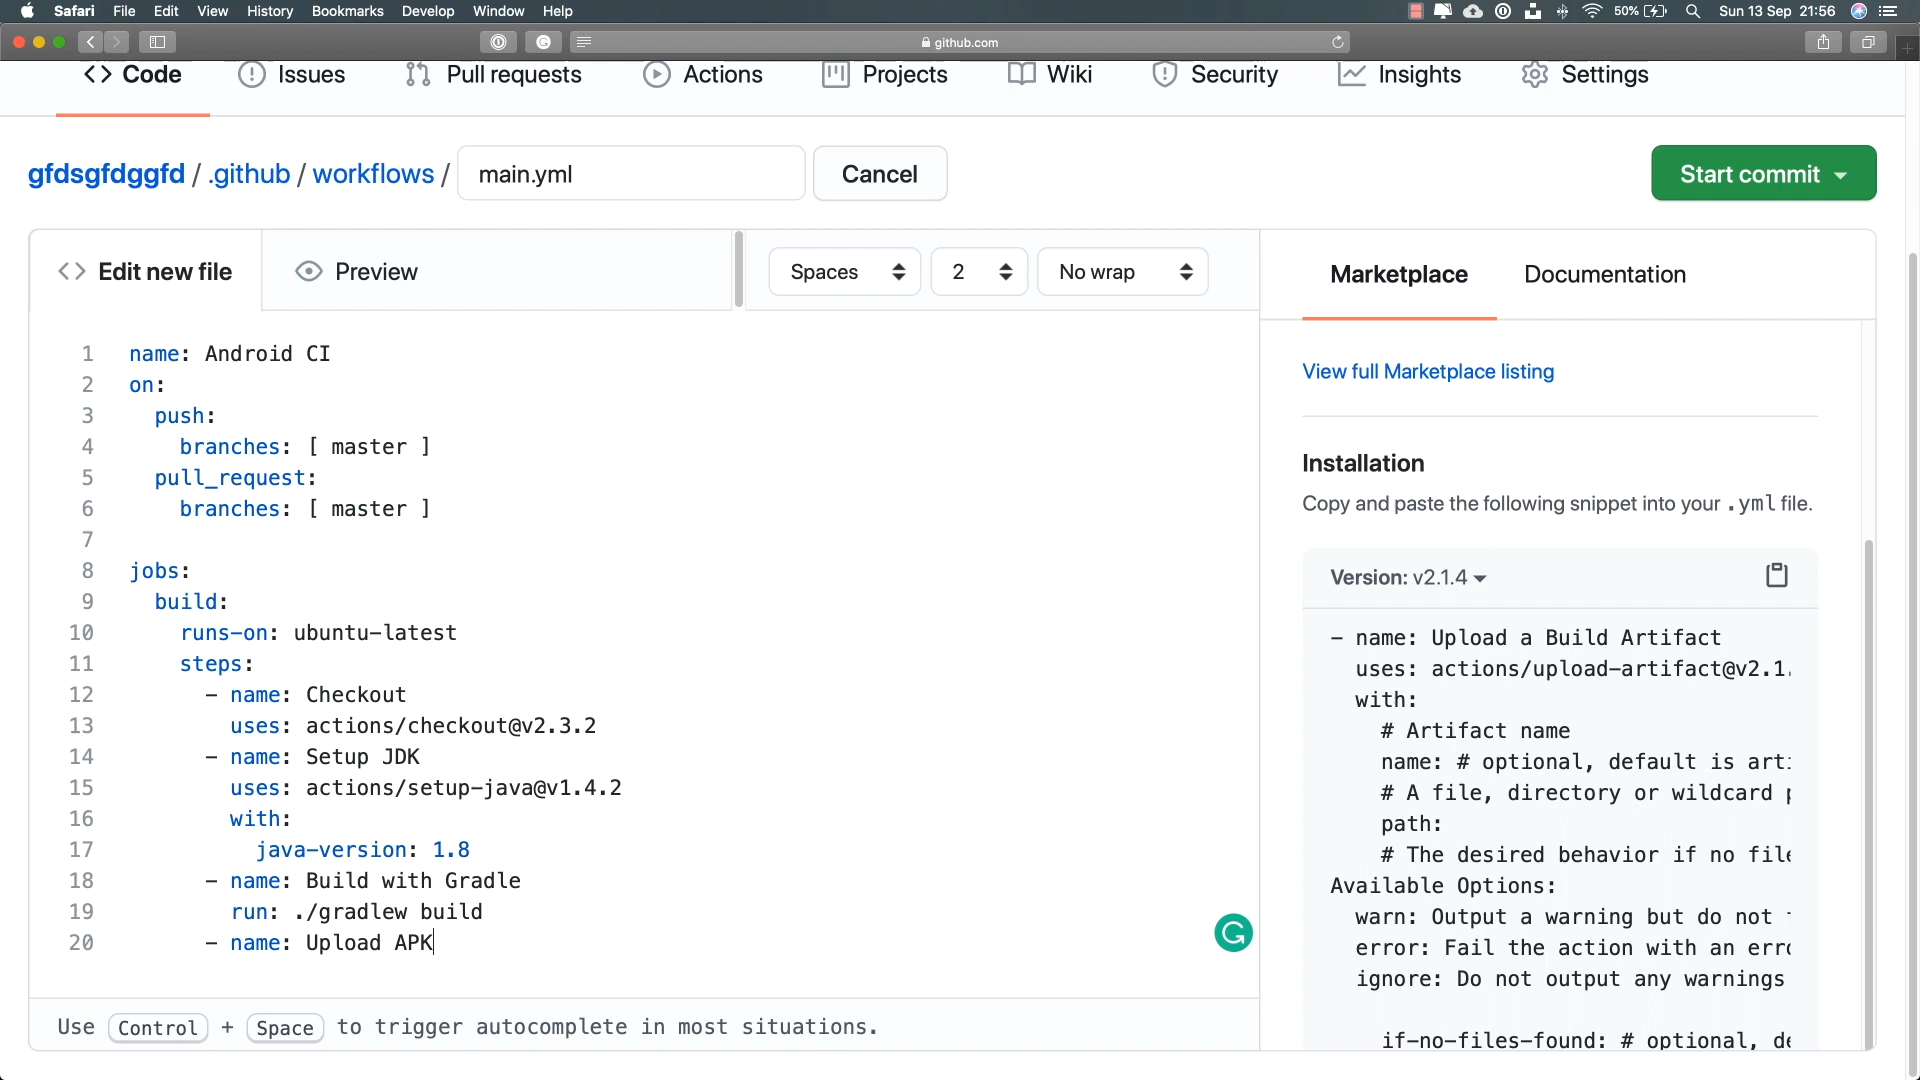 Safari File Edit View History Bookmarks Develop Window Help 50% Sun 13 Sep 21:56
github.com
Code Issues Pull requests Actions Projects Wiki Security Insights Settings
gfdsgfdggfd / .github / workflows / main.yml Cancel Start commit
Edit new file Preview Spaces 2 No wrap Marketplace Documentation
1 name: Android CI
2 on:
3 push:
4 branches: [ master ]
5 pull_request:
6 branches: [ master ]
7
8 jobs:
9 build:
10 runs-on: ubuntu-latest
11 steps:
12 - name: Checkout
13 uses: actions/checkout@v2.3.2
14 - name: Setup JDK
15 uses: actions/setup-java@v1.4.2
16 with:
17 java-version: 1.8
18 - name: Build with Gradle
19 run: ./gradlew build
20 - name: Upload APK
Use Control + Space to trigger autocomplete in most situations.
View full Marketplace listing
Installation
Copy and paste the following snippet into your .yml file.
Version: v2.1.4
- name: Upload a Build Artifact
uses: actions/upload-artifact@v2.1.
with:
# Artifact name
name: # optional, default is
# A file, directory or wildcard
path:
# The desired behavior if no
Available Options:
warn: Output a warning but do not
error: Fail the action with an
ignore: Do not output any warnings
if-no-files-found: # optional,